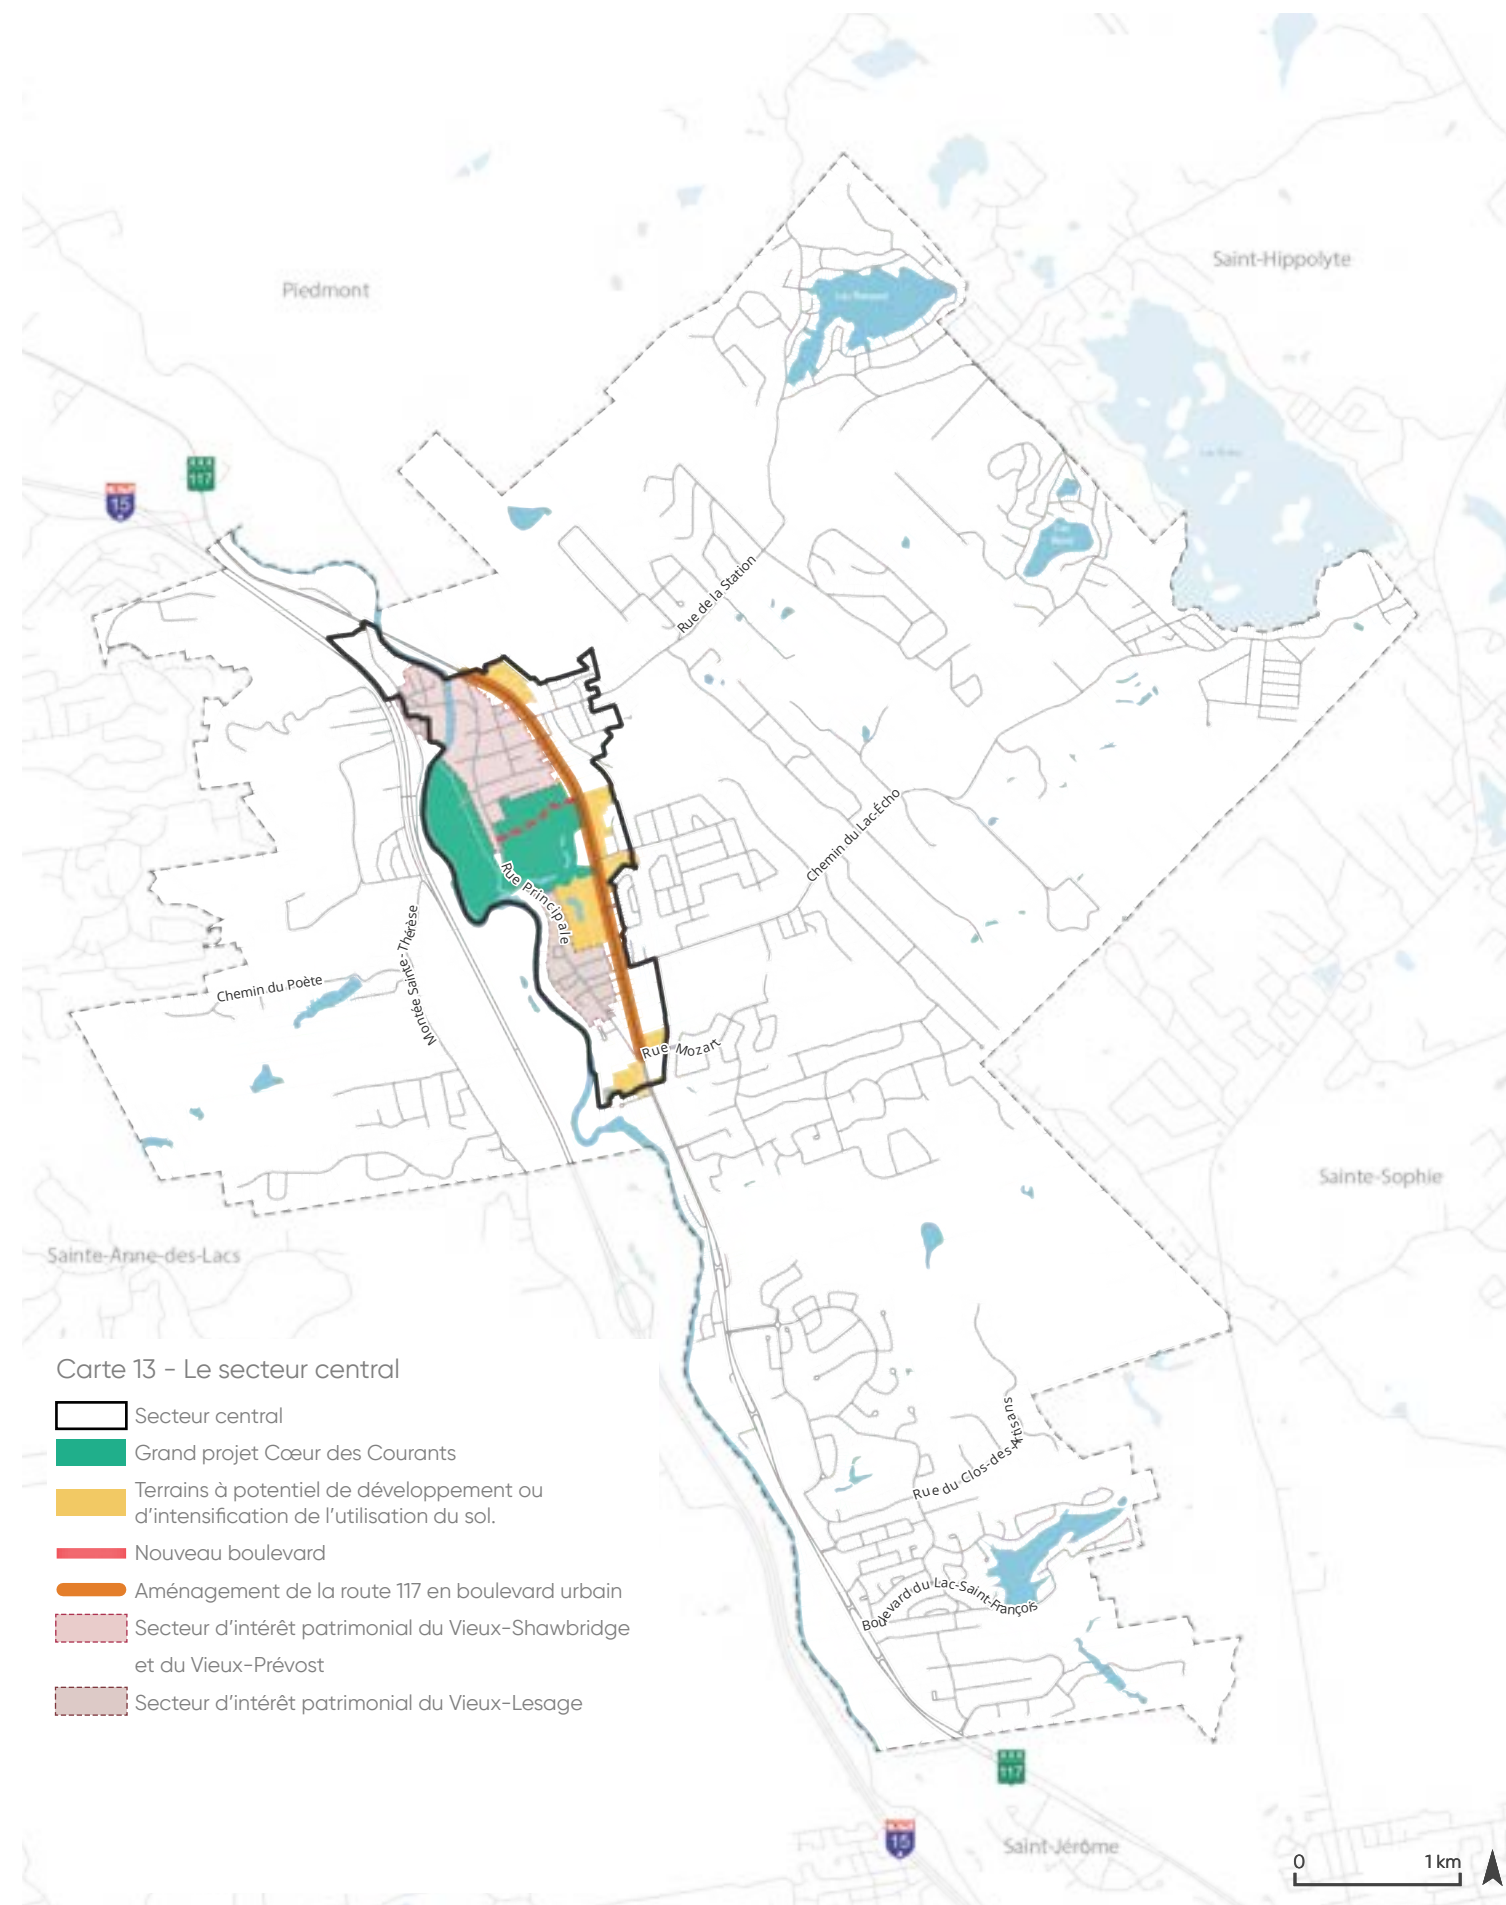 Saint-Hippolyte
Piedmont
117
15
Rue de la Station
Chemin du Lac-Écho
Rue Principale
Montée Sainte-Thérèse
Chemin du Poète
Rue Mozart
Sainte-Sophie
Sainte-Anne-des-Lacs
Carte 13 - Le secteur central
Secteur central
Grand projet Cœur des Courants
Terrains à potentiel de développement ou
d'intensification de l'utilisation du sol.
Nouveau boulevard
Aménagement de la route 117 en boulevard urbain
Secteur d'intérêt patrimonial du Vieux-Shawbridge
et du Vieux-Prévost
Secteur d'intérêt patrimonial du Vieux-Lesage
Rue du Clos-des-Artisans
Boulevard du Lac-Saint-François
117
15
Saint-Jérôme
0 1 km